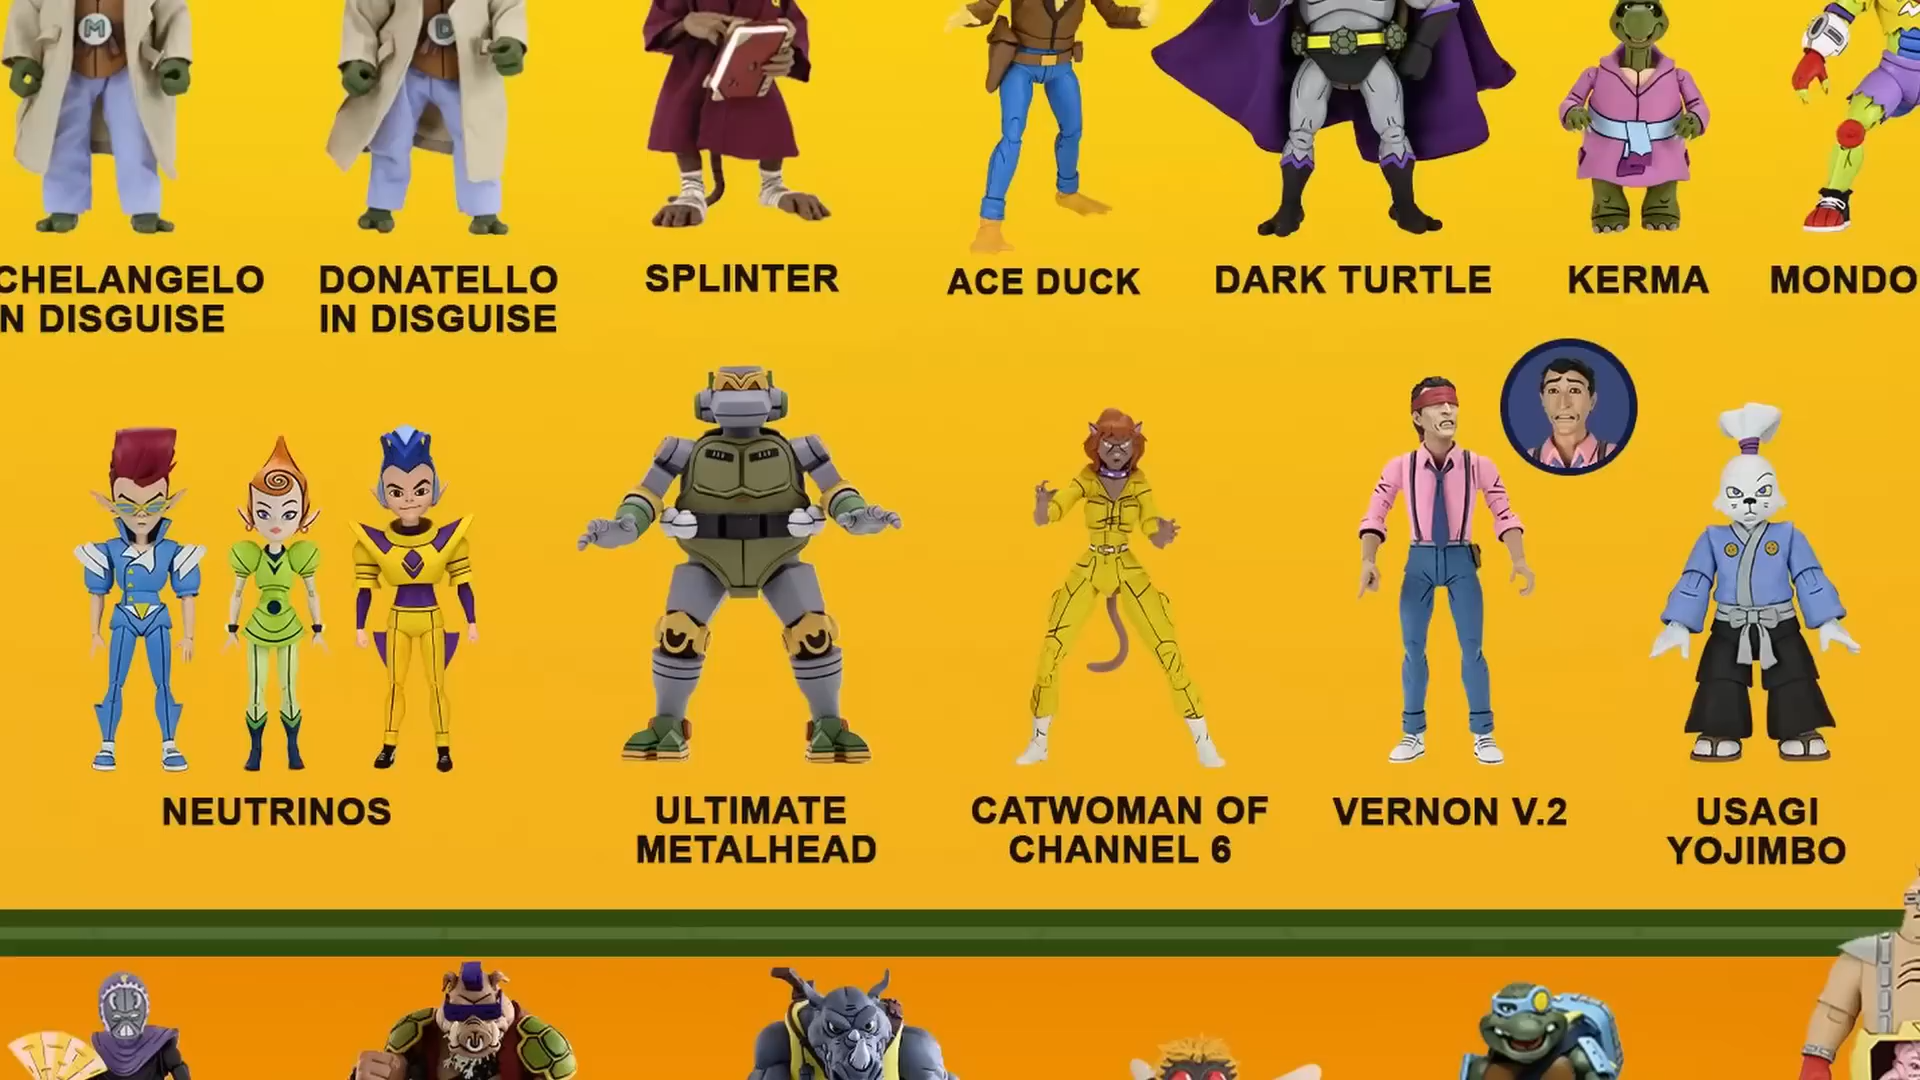 M
D
CHELANGELO
N DISGUISE
DONATELLO
IN DISGUISE
SPLINTER
ACE DUCK
DARK TURTLE
KERMA
MONDO
NEUTRINOS
ULTIMATE
METALHEAD
CATWOMAN OF
CHANNEL 6
VERNON V.2
USAGI
YOJIMBO